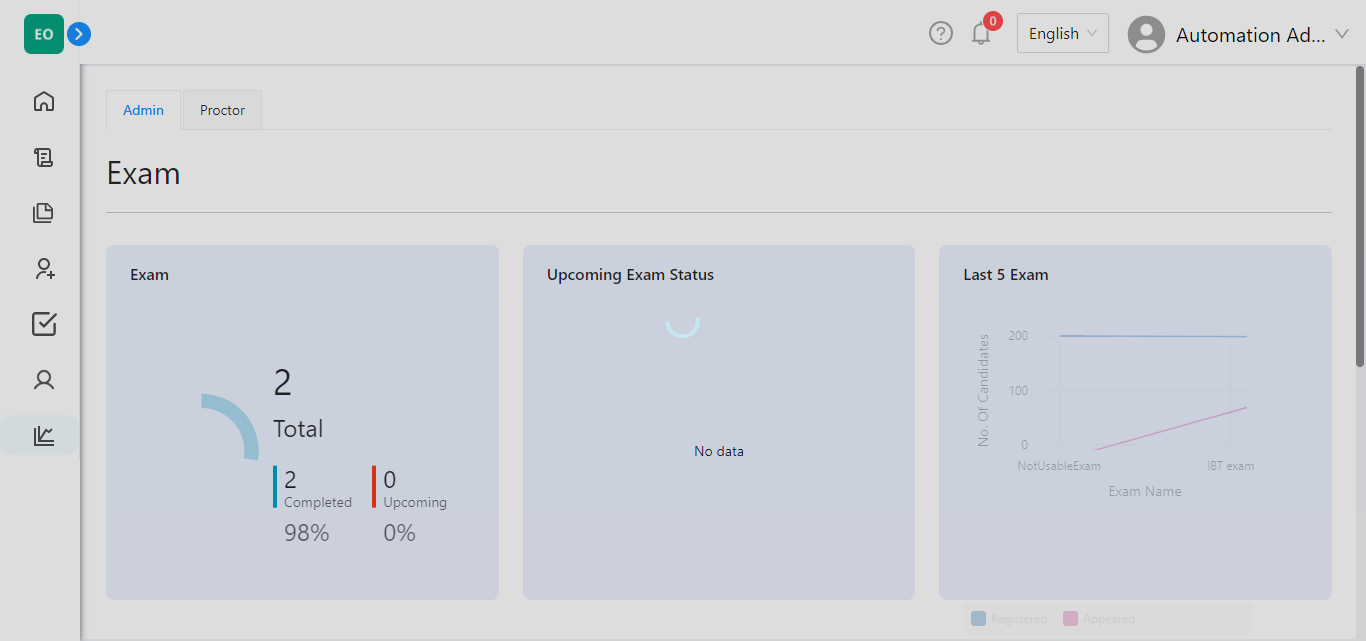 EO
0
English
Automation Ad...
Admin
Proctor
Exam
Exam
2
Total
2
Completed
98%
0
Upcoming
0%
Upcoming Exam Status
No data
Last 5 Exam
No. Of Candidates
200
100
0
NotUsableExam
IBT exam
Exam Name
Registered
Appeared